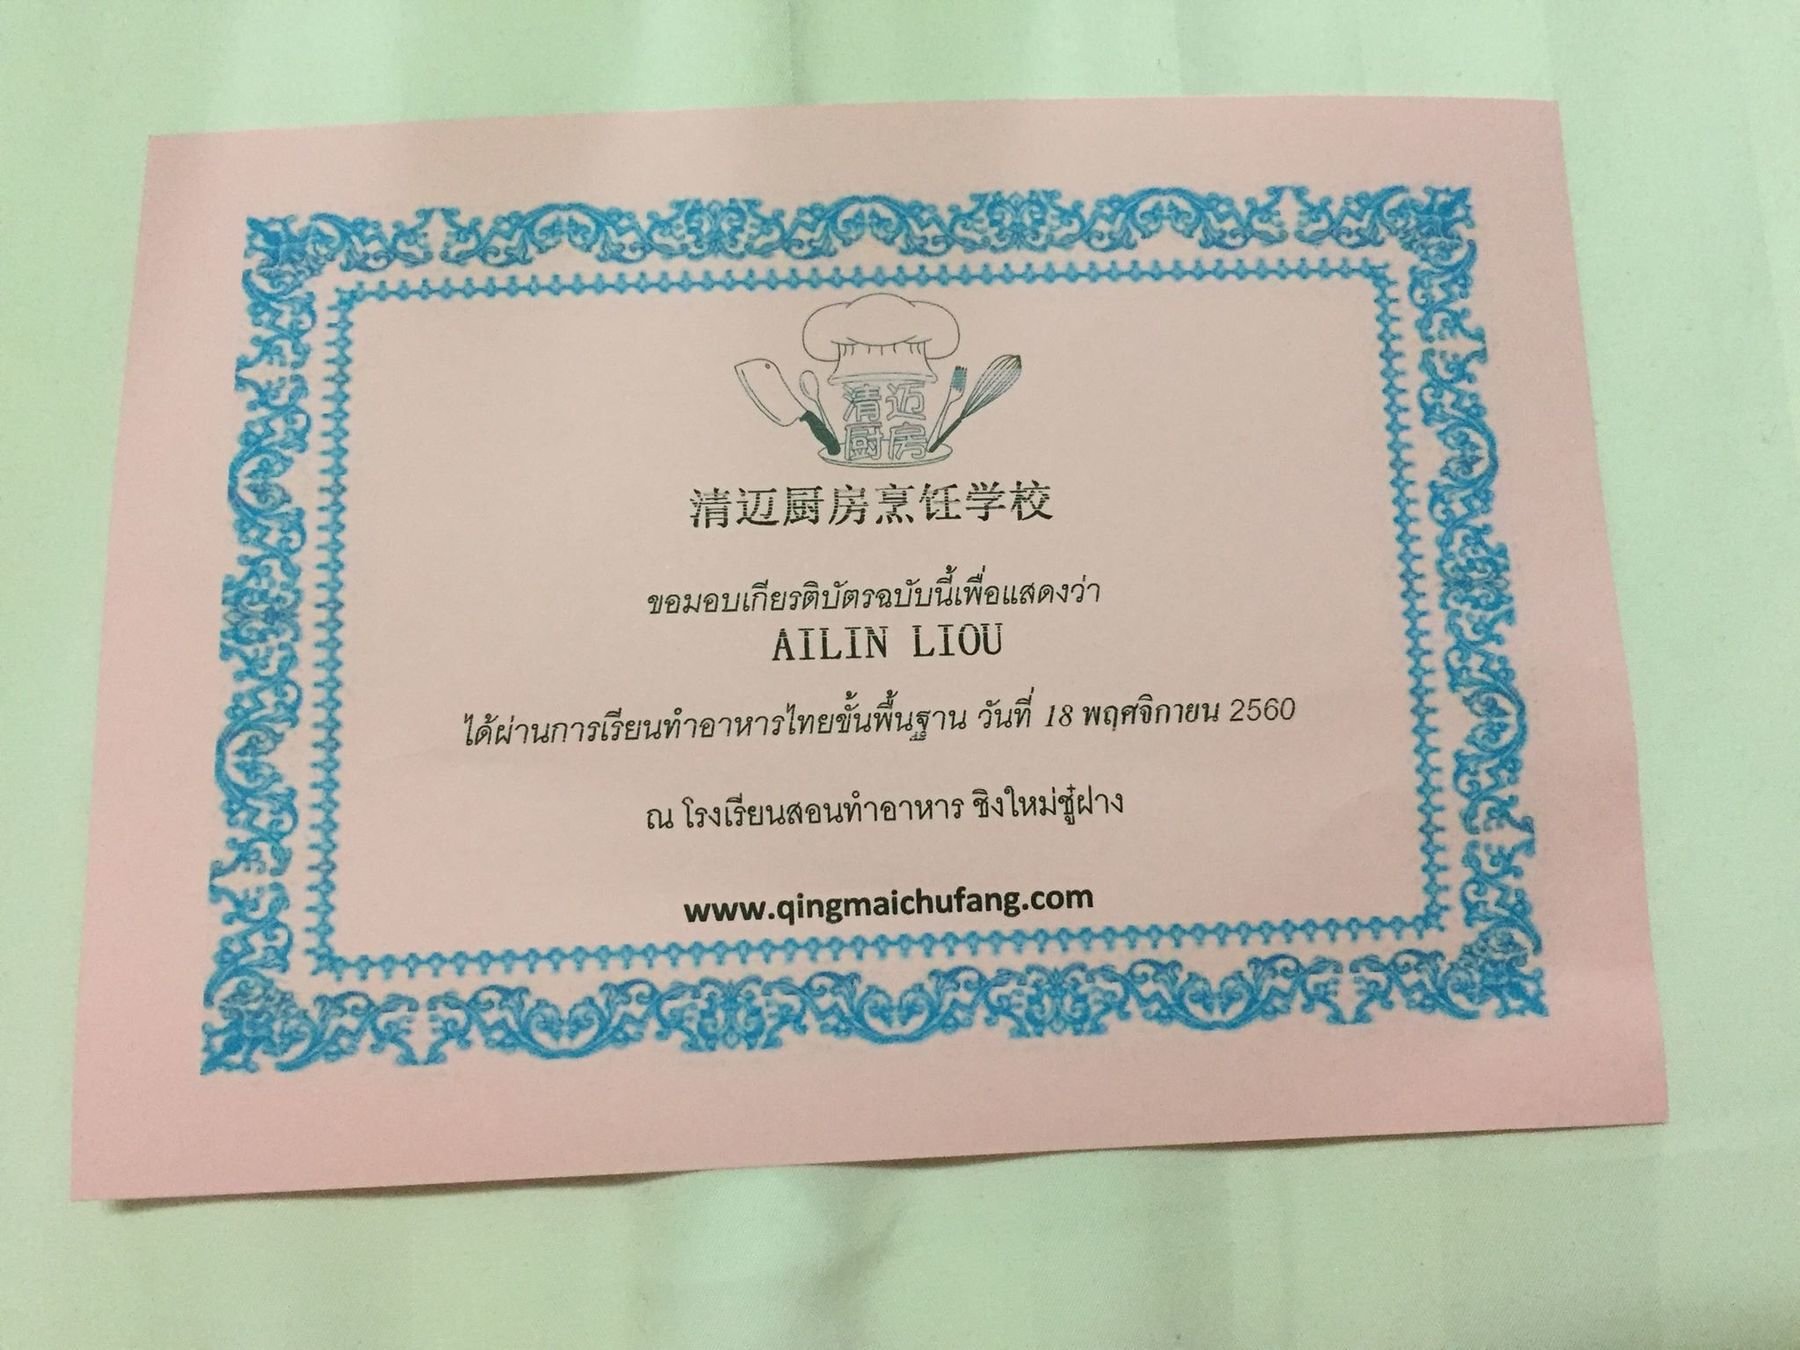 清迈
厨房
清迈厨房烹饪学校
ขอมอบเกียรติบัตรฉบับนี้เพื่อแสดงว่า
AILIN LIOU
ได้ผ่านการเรียนทำอาหารไทยขั้นพื้นฐาน วันที่ 18 พฤศจิกายน 2560
ณ โรงเรียนสอนทำอาหาร ชิงใหม่ชู๋ฝาง
www.qingmaichufang.com